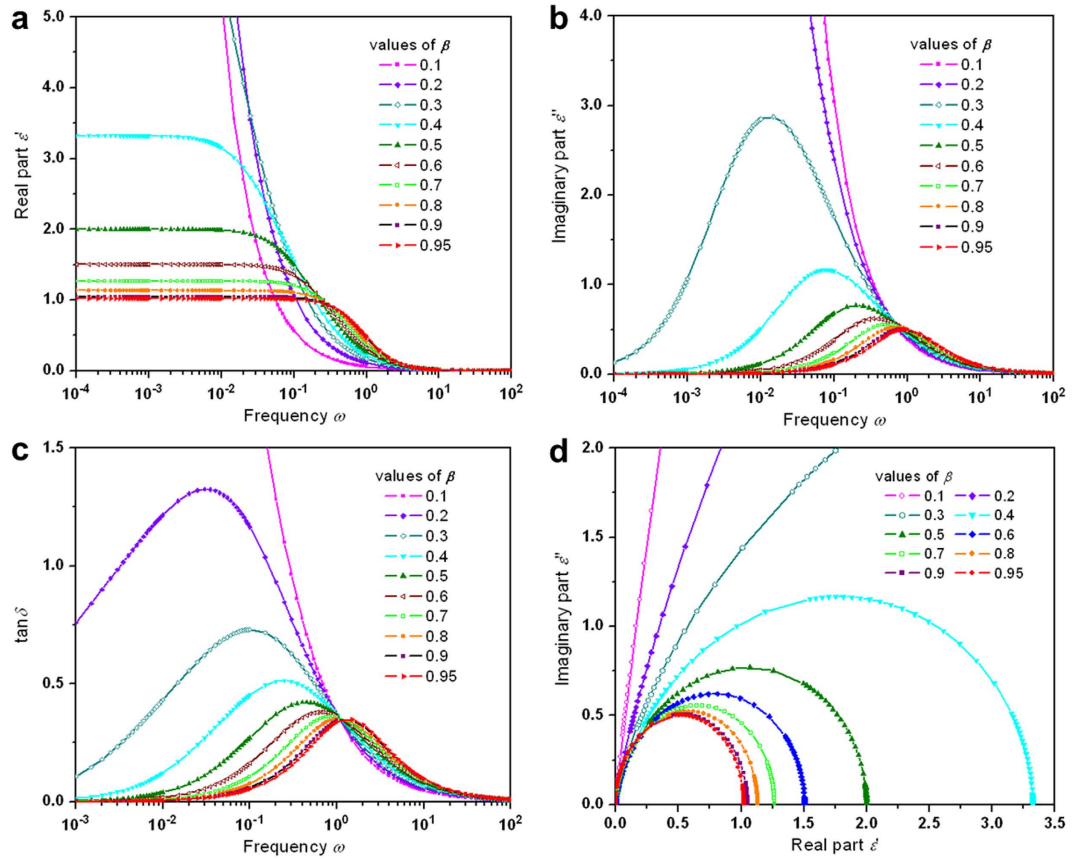 a
5.0
4.0
3.0
2.0
1.0
0.0
Real part ε'
values of β
0.1
0.2
0.3
0.4
0.5
0.6
0.7
0.8
0.9
0.95
10-4 10-3 10-2 10-1 100 101 102
Frequency ω
b
4.0
3.0
2.0
1.0
0.0
Imaginary part ε"
values of β
0.1
0.2
0.3
0.4
0.5
0.6
0.7
0.8
0.9
0.95
10-4 10-3 10-2 10-1 100 101 102
Frequency ω
c
1.5
1.0
0.5
0.0
tan δ
values of β
0.1
0.2
0.3
0.4
0.5
0.6
0.7
0.8
0.9
0.95
10-3 10-2 10-1 100 101 102
Frequency ω
d
2.0
1.5
1.0
0.5
0.0
Imaginary part ε"
values of β
0.1 0.2
0.3 0.4
0.5 0.6
0.7 0.8
0.9 0.95
0.0 0.5 1.0 1.5 2.0 2.5 3.0 3.5
Real part ε'